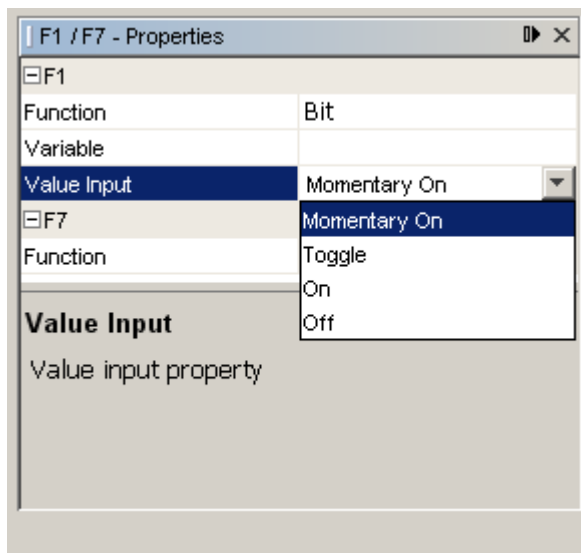 F1 / F7 - Properties
F1
Function Bit
Variable
Value Input Momentary On
F7 Momentary On
Function Toggle
On
Value Input Off
Value input property